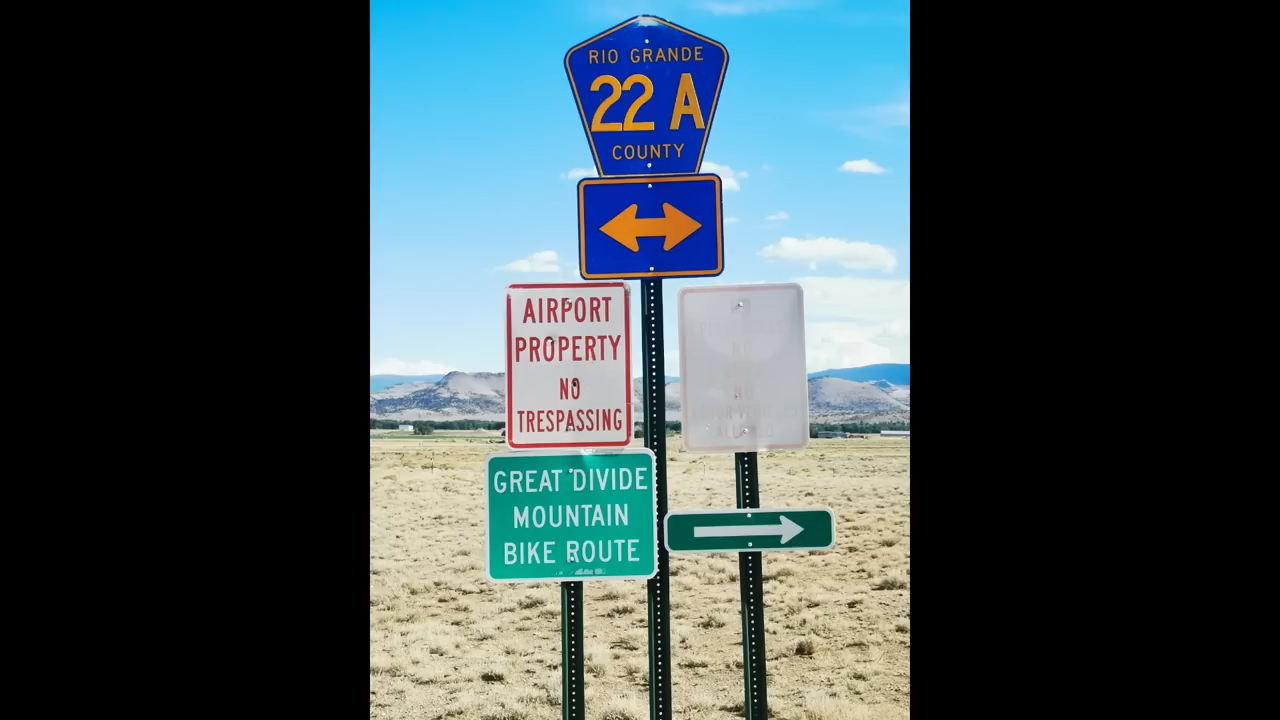 RIO GRANDE
22 A
COUNTY
AIRPORT
PROPERTY
NO
TRESPASSING
GREAT DIVIDE
MOUNTAIN
BIKE ROUTE